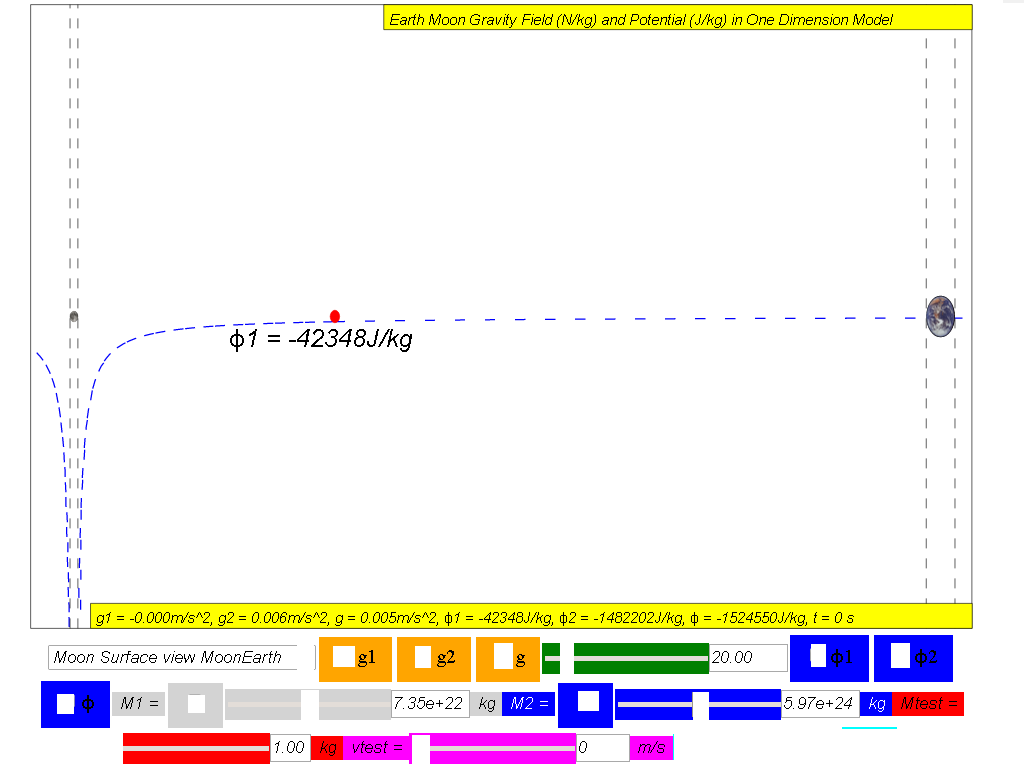 Earth Moon Gravity Field (N/kg) and Potential (J/kg) in One Dimension Model
ϕ1 = -42348J/kg
g1 = -0.000m/s^2, g2 = 0.006m/s^2, g = 0.005m/s^2, ϕ1 = -42348J/kg, ϕ2 = -1482202J/kg, ϕ = -1524550J/kg, t = 0 s
Moon Surface view MoonEarth g1 g2 g 20.00 ϕ1 ϕ2
ϕ M1 = 7.35e+22 kg M2 = 5.97e+24 kg Mtest =
1.00 kg vtest = 0 m/s